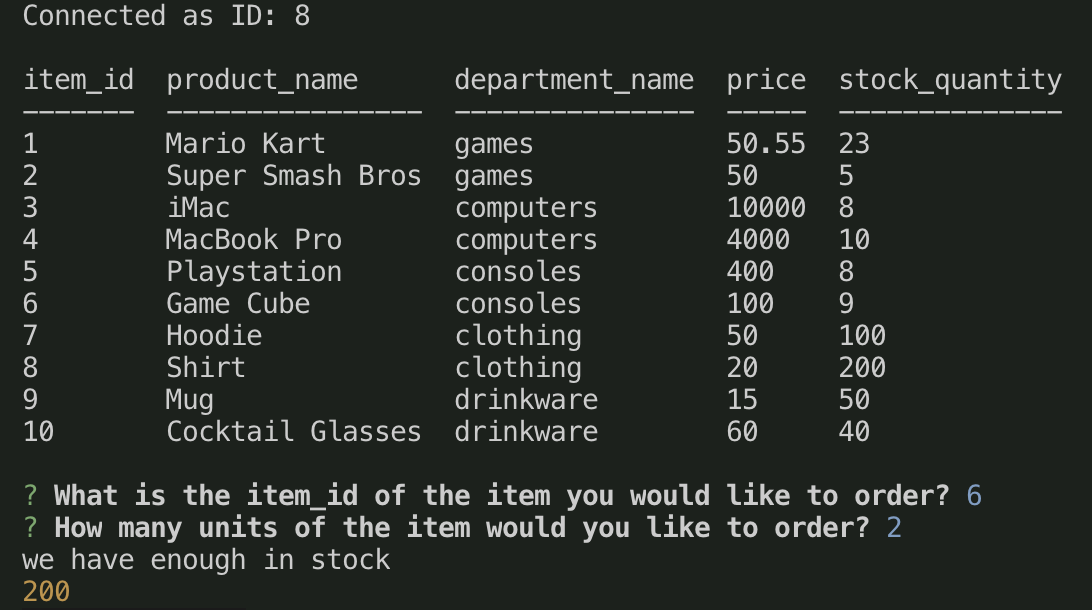 Connected as ID: 8
item_id  product_name      department_name  price  stock_quantity
-------  ----------------  ---------------  -----  --------------
1        Mario Kart        games            50.55  23
2        Super Smash Bros  games            50     5
3        iMac              computers        10000  8
4        MacBook Pro       computers        4000   10
5        Playstation       consoles         400    8
6        Game Cube         consoles         100    9
7        Hoodie            clothing         50     100
8        Shirt             clothing         20     200
9        Mug               drinkware        15     50
10       Cocktail Glasses  drinkware        60     40
? What is the item_id of the item you would like to order? 6
? How many units of the item would you like to order? 2
we have enough in stock
200